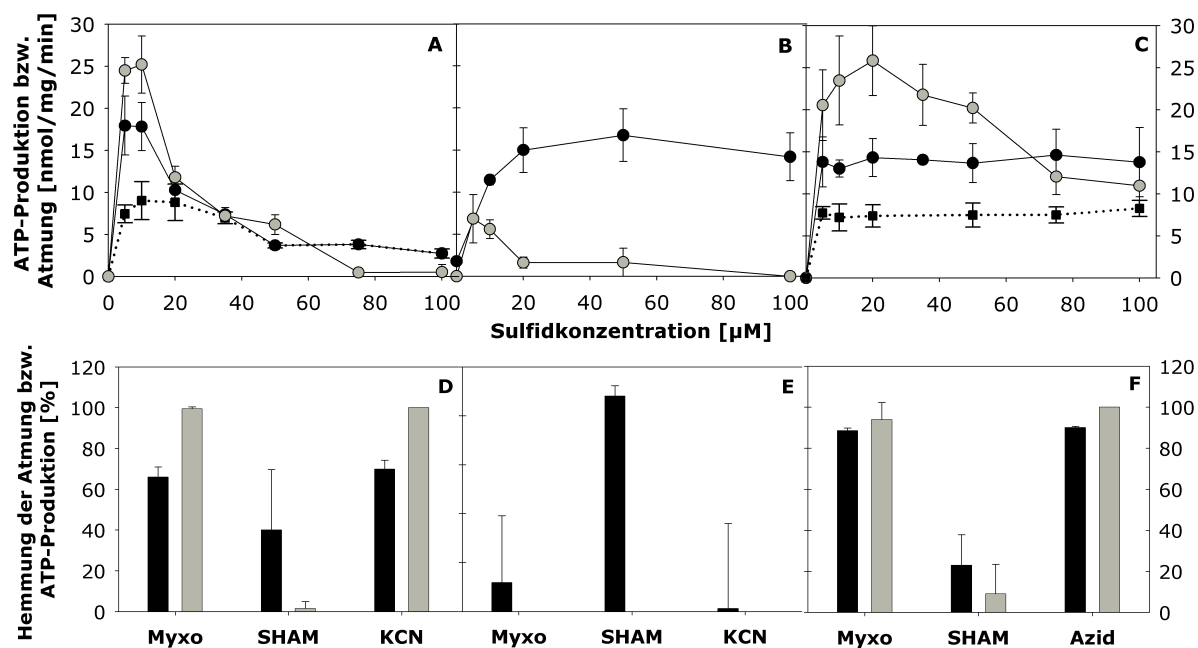 ATP-Produktion bzw.
Atmung [nmol/mg/min]
30
25
20
15
10
5
0
A
B
C
30
25
20
15
10
5
0
0 20 40 60 80 100
0 20 40 60 80 100
0 20 40 60 80 100
Sulfidkonzentration [µM]
Hemmung der Atmung bzw.
ATP-Produktion [%]
120
100
80
60
40
20
0
D
E
F
120
100
80
60
40
20
0
Myxo SHAM KCN
Myxo SHAM KCN
Myxo SHAM Azid